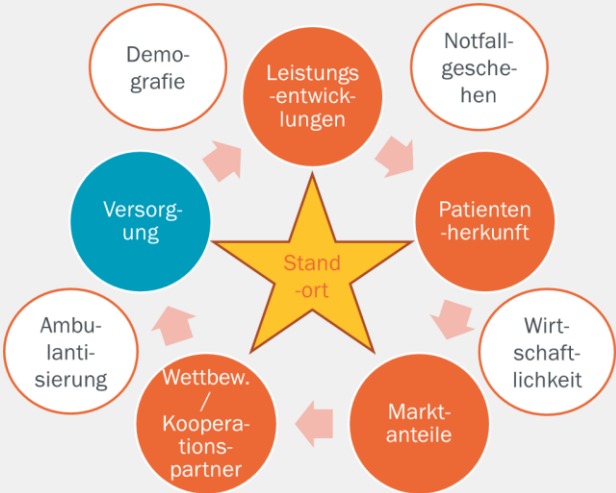 Demo-
grafie
Leistungs
-entwick-
lungen
Notfall-
gesche-
hen
Versorg-
ung
Patienten
-herkunft
Stand
-ort
Ambu-
lanti-
sierung
Wirt-
schaft-
lichkeit
Wettbew.
/
Koopera-
tions-
partner
Markt-
anteile